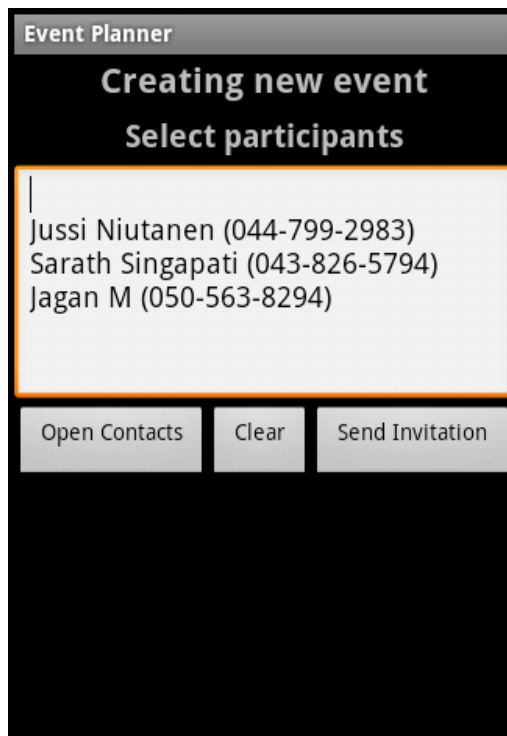 Event Planner
Creating new event
Select participants
Jussi Niutanen (044-799-2983)
Sarath Singapati (043-826-5794)
Jagan M (050-563-8294)
Open Contacts Clear Send Invitation